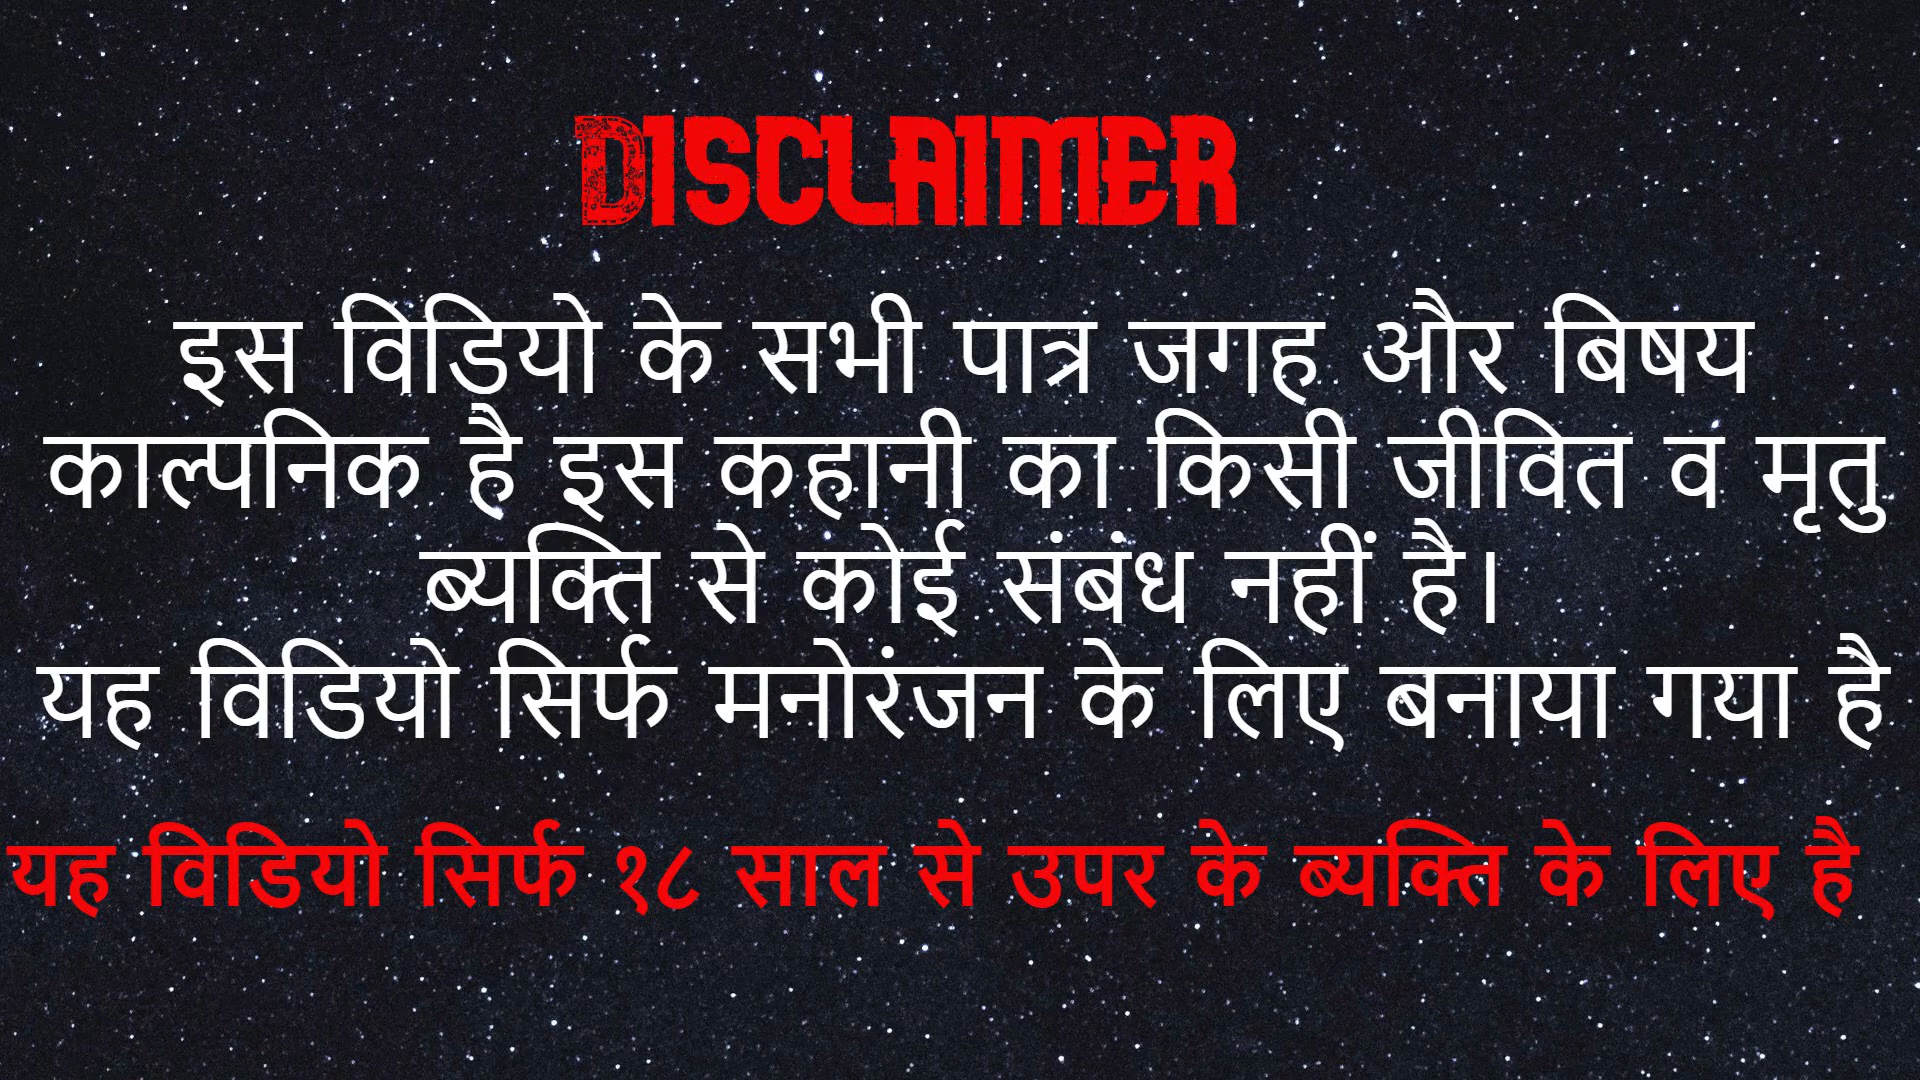 DISCLAIMER
इस विडियो के सभी पात्र जगह और बिषय
काल्पनिक है इस कहानी का किसी जीवित व मृतु
ब्यक्ति से कोई संबंध नहीं है।
यह विडियो सिर्फ मनोरंजन के लिए बनाया गया है
यह विडियो सिर्फ १८ साल से उपर के ब्यक्ति के लिए है